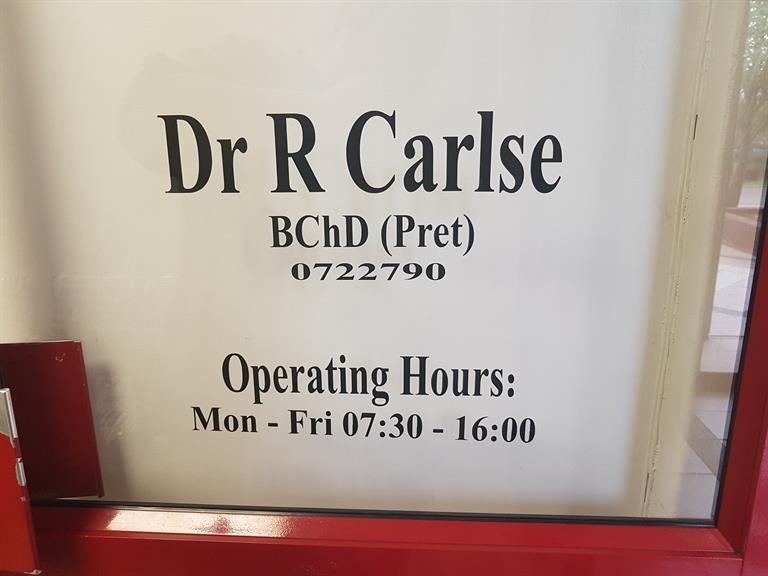 Dr R Carlse
BChD (Pret)
0722790
Operating Hours:
Mon - Fri 07:30 - 16:00